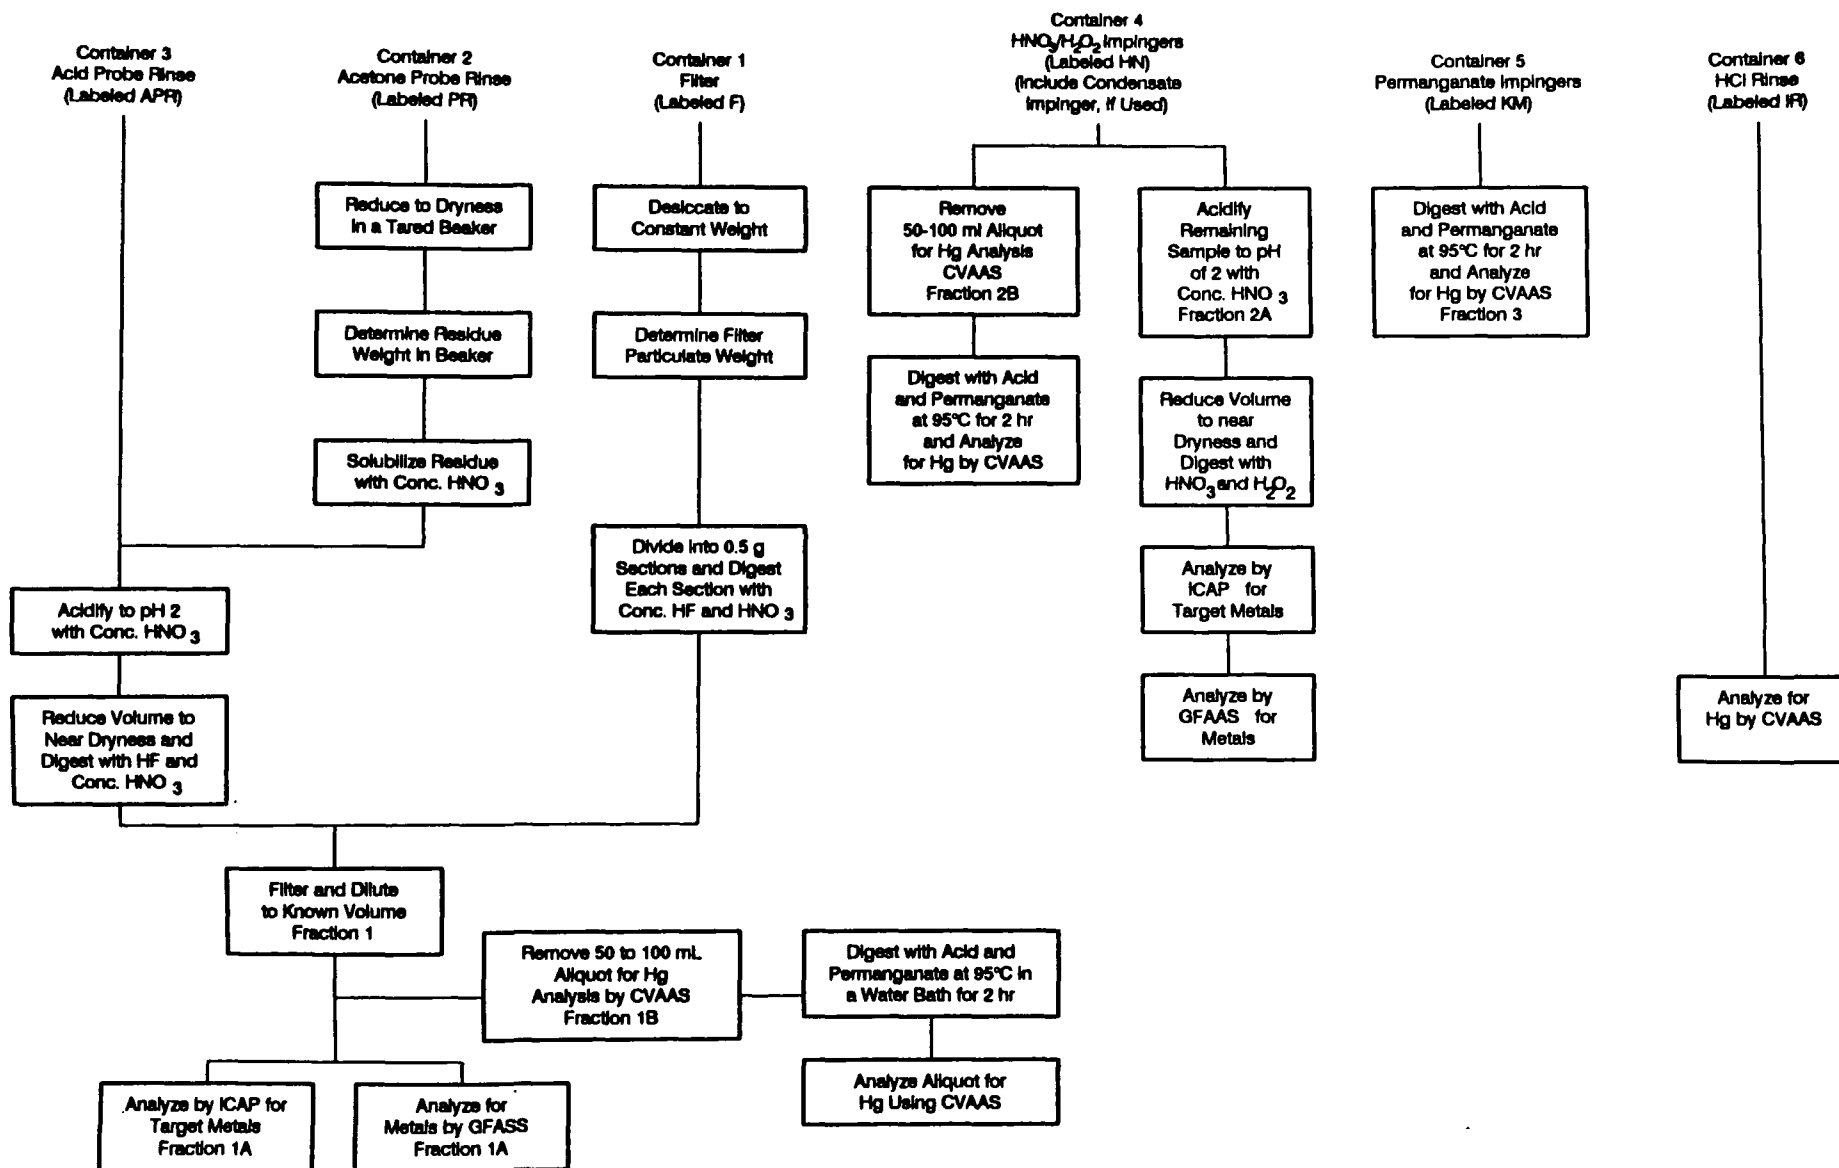 Container 3
Acid Probe Rinse
(Labeled APR)
Container 2
Acetone Probe Rinse
(Labeled PR)
Container 1
Filter
(Labeled F)
Container 4
HNO3/H2O2 Impingers
(Labeled HN)
(Include Condensate
Impinger, if Used)
Container 5
Permanganate Impingers
(Labeled KM)
Container 6
HCl Rinse
(Labeled IR)
Reduce to Dryness
in a Tared Beaker
Determine Residue
Weight in Beaker
Solubilize Residue
with Conc. HNO 3
Desiccate to
Constant Weight
Determine Filter
Particulate Weight
Divide into 0.5 g
Sections and Digest
Each Section with
Conc. HF and HNO 3
Remove
50-100 ml Aliquot
for Hg Analysis
CVAAS
Fraction 2B
Digest with Acid
and Permanganate
at 95°C for 2 hr
and Analyze
for Hg by CVAAS
Acidify
Remaining
Sample to pH
of 2 with
Conc. HNO 3
Fraction 2A
Reduce Volume
to near
Dryness and
Digest with
HNO3 and H2O2
Analyze by
ICAP for
Target Metals
Analyze by
GFAAS for
Metals
Digest with Acid
and Permanganate
at 95°C for 2 hr
and Analyze
for Hg by CVAAS
Fraction 3
Analyze for
Hg by CVAAS
Acidify to pH 2
with Conc. HNO 3
Reduce Volume to
Near Dryness and
Digest with HF and
Conc. HNO 3
Filter and Dilute
to Known Volume
Fraction 1
Remove 50 to 100 mL
Aliquot for Hg
Analysis by CVAAS
Fraction 1B
Digest with Acid and
Permanganate at 95°C in
a Water Bath for 2 hr
Analyze Aliquot for
Hg Using CVAAS
Analyze by ICAP for
Target Metals
Fraction 1A
Analyze for
Metals by GFASS
Fraction 1A